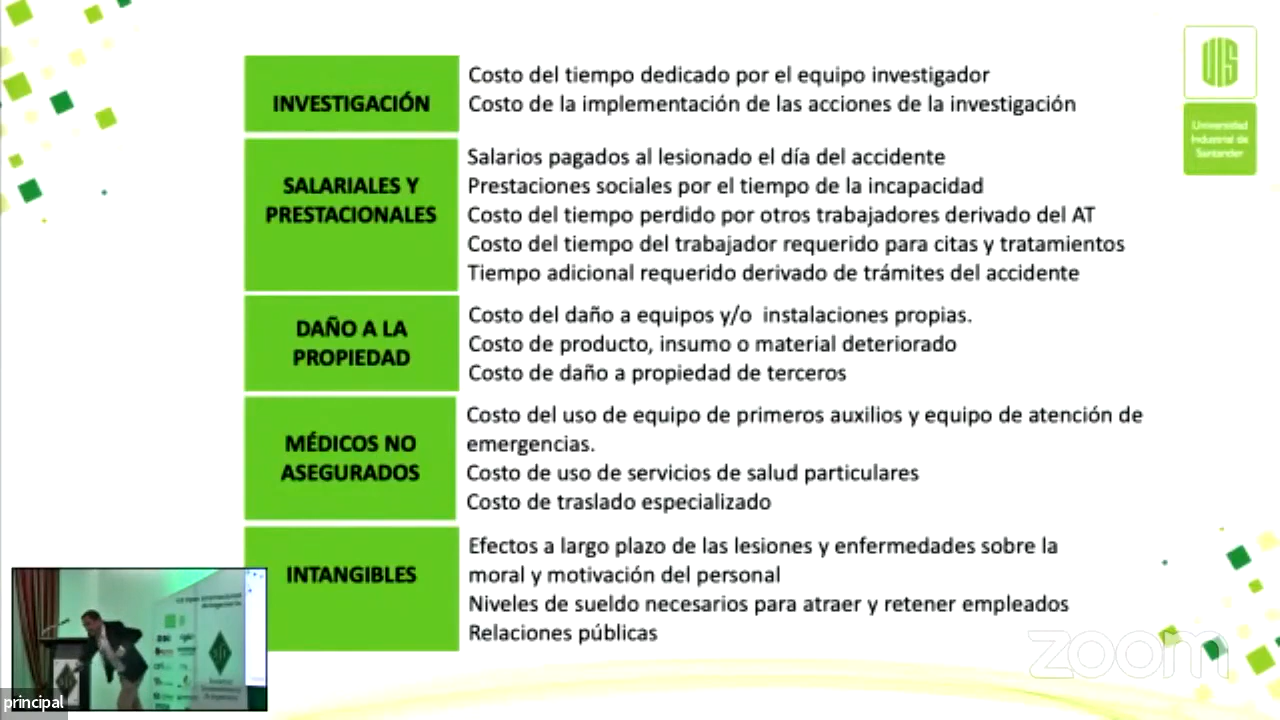 INVESTIGACIÓN
Costo del tiempo dedicado por el equipo investigador
Costo de la implementación de las acciones de la investigación
SALARIALES Y
PRESTACIONALES
Salarios pagados al lesionado el día del accidente
Prestaciones sociales por el tiempo de la incapacidad
Costo del tiempo perdido por otros trabajadores derivado del AT
Costo del tiempo del trabajador requerido para citas y tratamientos
Tiempo adicional requerido derivado de trámites del accidente
DAÑO A LA
PROPIEDAD
Costo del daño a equipos y/o instalaciones propias.
Costo de producto, insumo o material deteriorado
Costo de daño a propiedad de terceros
MÉDICOS NO
ASEGURADOS
Costo del uso de equipo de primeros auxilios y equipo de atención de
emergencias.
Costo de uso de servicios de salud particulares
Costo de traslado especializado
INTANGIBLES
Efectos a largo plazo de las lesiones y enfermedades sobre la
moral y motivación del personal
Niveles de sueldo necesarios para atraer y retener empleados
Relaciones públicas
UIS
Universidad
Industrial de
Santander
zoom
principal